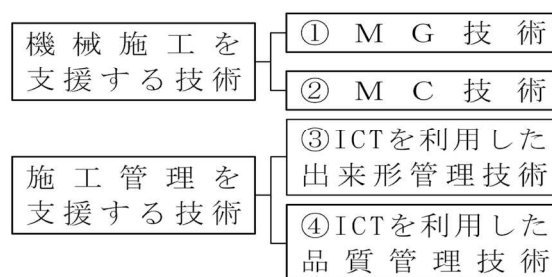 機械施工を
支援する技術
①MG技術
②MC技術
施工管理を
支援する技術
③ICTを利用した
出来形管理技術
④ICTを利用した
品質管理技術